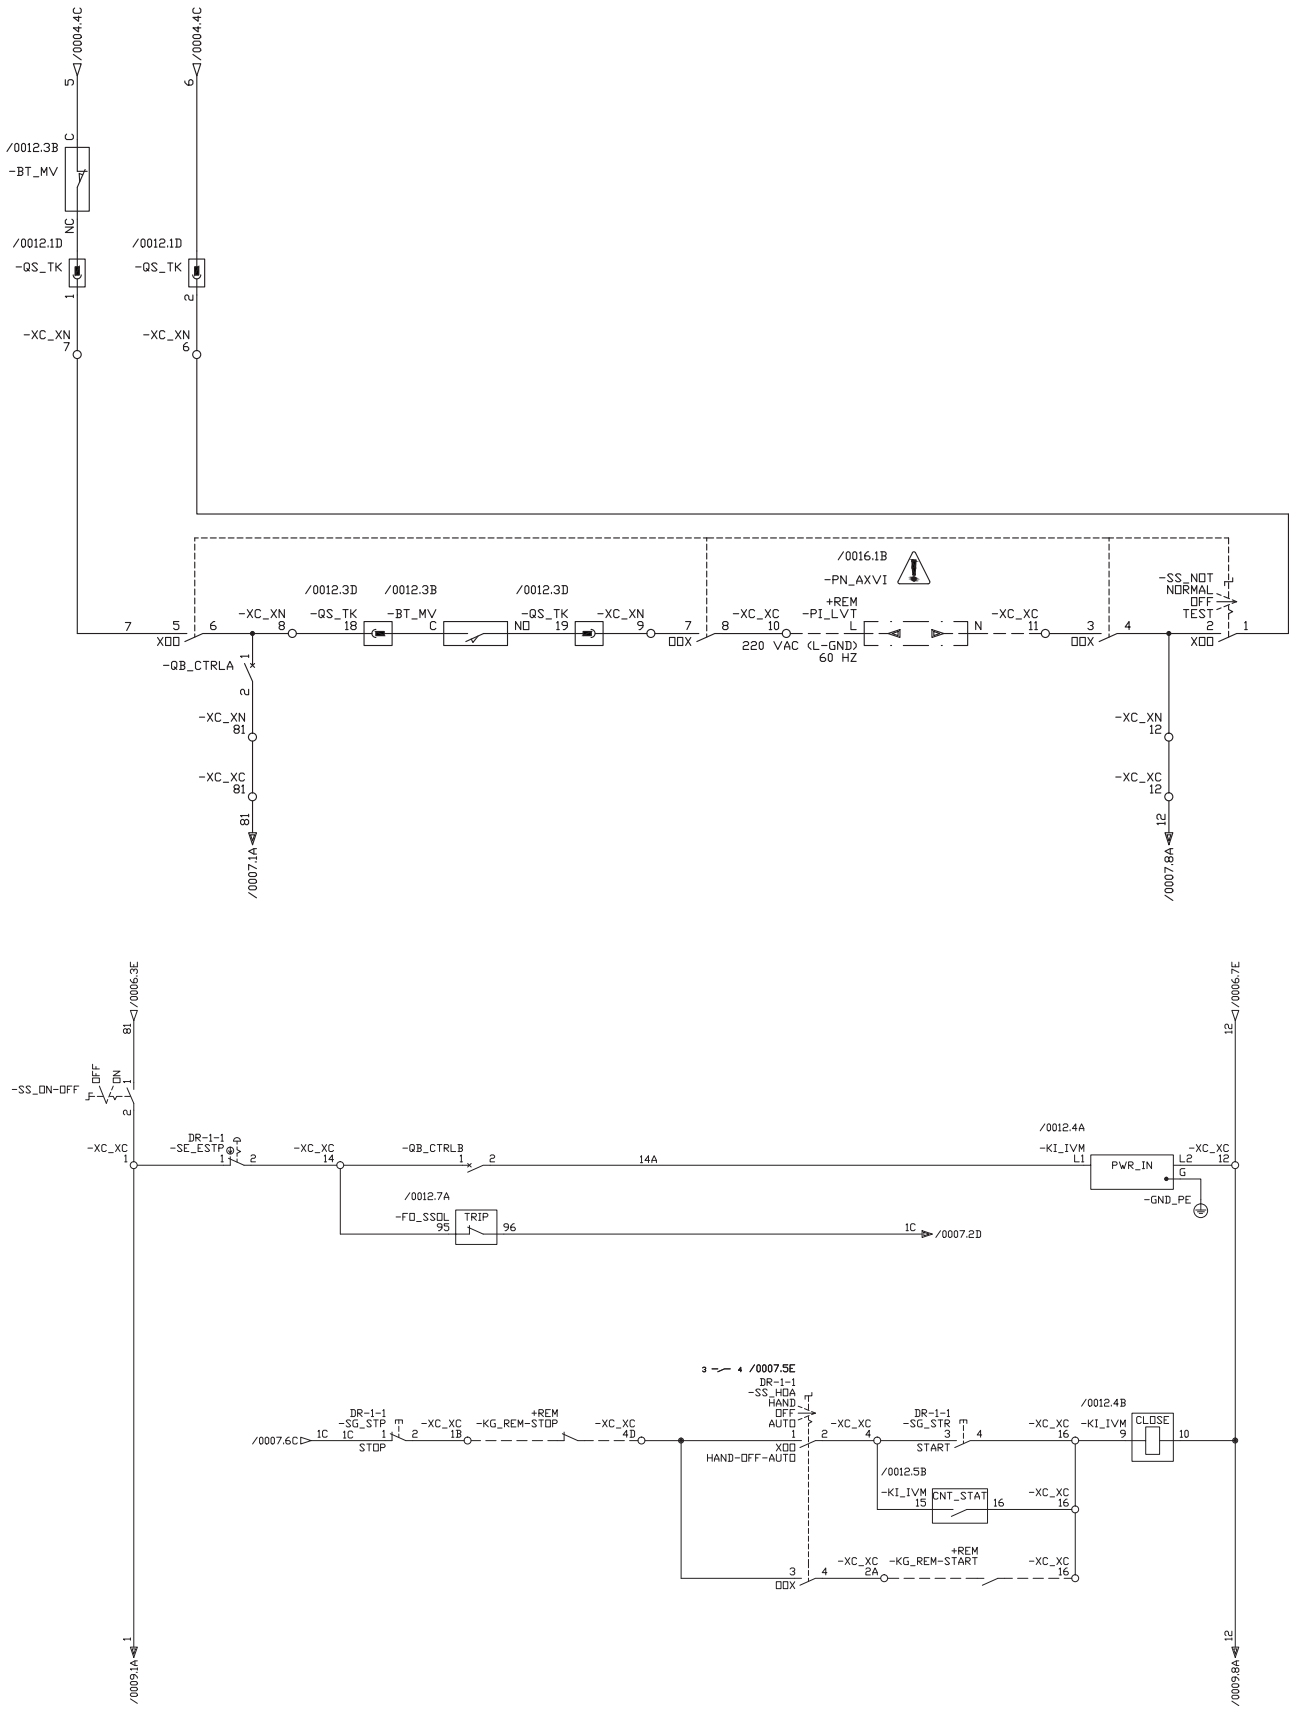 /0004.4C
/0004.4C
5
6
C
/0012.3B
-BT_MV
NC
/0012.1D
-QS_TK
/0012.1D
-QS_TK
1
2
-XC_XN
7
-XC_XN
6
/0016.1B
-PN_AXVI
-SS_NOT
NORMAL
OFF
TEST
/0012.3D
-QS_TK
/0012.3B
-BT_MV
/0012.3D
-QS_TK
+REM
-PI_LVT
7
5
X00
6
-XC_XN
8
18
C
NO
19
-XC_XN
9
7
00X
8
-XC_XC
10
L
N
-XC_XC
11
3
00X
4
2
X00
1
220 VAC (L-GND)
60 HZ
-QB_CTRLA
1
2
-XC_XN
81
-XC_XN
12
-XC_XC
81
-XC_XC
12
81
12
/0007.1A
/0007.8A
/0006.3E
/0006.7E
81
12
-SS_ON-OFF
OFF
ON
1
2
-XC_XC
1
DR-1-1
-SE_ESTP
1
2
-XC_XC
14
-QB_CTRLB
1
2
14A
/0012.4A
-KI_IVM
L1
PWR_IN
L2
-XC_XC
12
G
-GND_PE
/0012.7A
-FO_SSOL
95
TRIP
96
1C
/0007.2D
3
4
/0007.5E
DR-1-1
-SS_HOA
HAND
OFF
AUTO
/0007.6C
1C
1C
DR-1-1
-SG_STP
1
STOP
2
-XC_XC
1B
+REM
-KG_REM-STOP
-XC_XC
4D
1
X00
2
HAND-OFF-AUTO
-XC_XC
4
DR-1-1
-SG_STR
3
START
4
-XC_XC
16
/0012.4B
-KI_IVM
9
CLOSE
10
/0012.5B
-KI_IVM
15
CNT_STAT
16
-XC_XC
16
3
00X
4
-XC_XC
2A
+REM
-KG_REM-START
-XC_XC
16
1
12
/0009.1A
/0009.8A